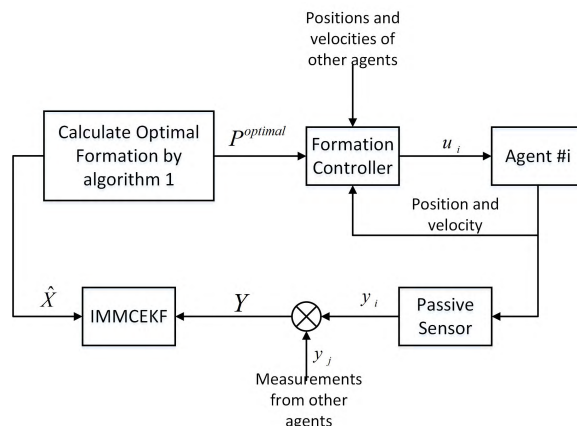 Positions and
velocities of
other agents
Calculate Optimal
Formation by
algorithm 1
P^{optimal}
Formation
Controller
u_i
Agent #i
Position and
velocity
X̂
IMMCEKF
Y
y_i
Passive
Sensor
y_j
Measurements
from other
agents